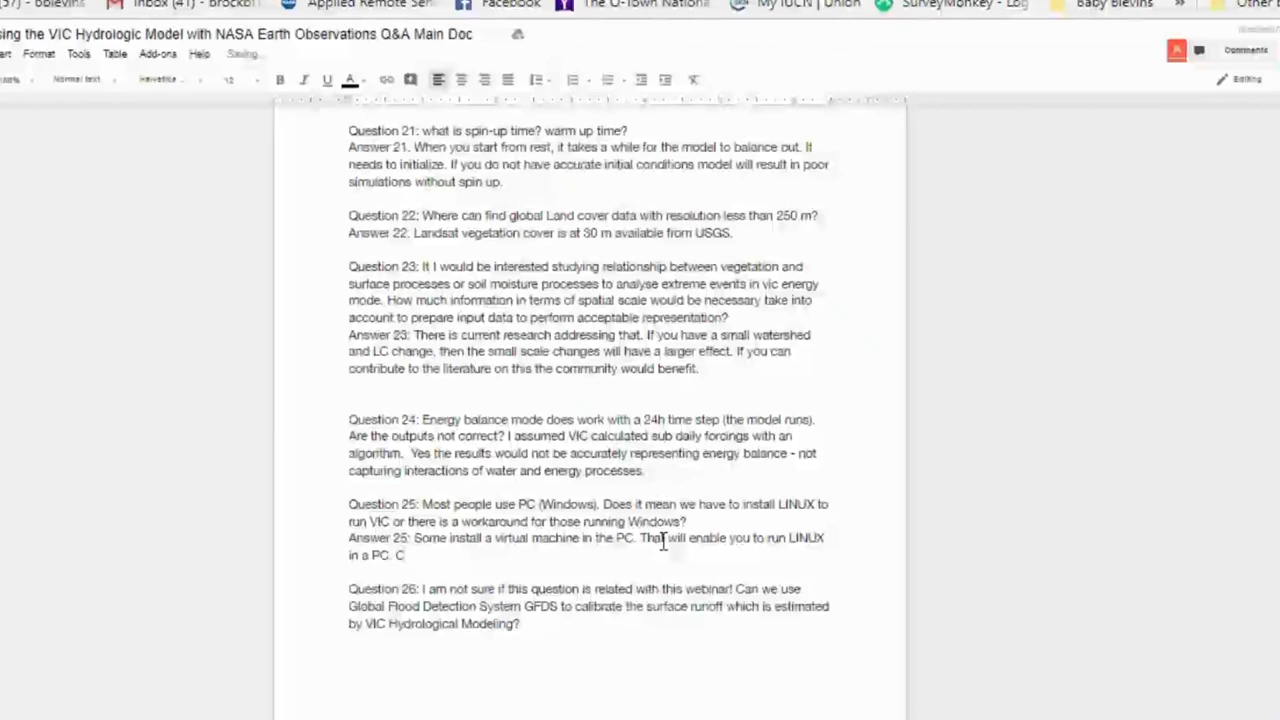 Inbox (41) - brockbl
Applied Remote Sen
Facebook
The O-Town Nationa
My IUCN | Union
SurveyMonkey - Log
Baby Blevins
»
Other
sing the VIC Hydrologic Model with NASA Earth Observations Q&A Main Doc
Format Tools Table Add-ons Help Saving...
Comments
Normal text Helvetica 12 B I U A Editing
Question 21: what is spin-up time? warm up time?
Answer 21. When you start from rest, it takes a while for the model to balance out. It
needs to initialize. If you do not have accurate initial conditions model will result in poor
simulations without spin up.
Question 22: Where can find global Land cover data with resolution less than 250 m?
Answer 22: Landsat vegetation cover is at 30 m available from USGS.
Question 23: It I would be interested studying relationship between vegetation and
surface processes or soil moisture processes to analyse extreme events in vic energy
mode. How much information in terms of spatial scale would be necessary take into
account to prepare input data to perform acceptable representation?
Answer 23: There is current research addressing that. If you have a small watershed
and LC change, then the small scale changes will have a larger effect. If you can
contribute to the literature on this the community would benefit.
Question 24: Energy balance mode does work with a 24h time step (the model runs).
Are the outputs not correct? I assumed VIC calculated sub daily forcings with an
algorithm. Yes the results would not be accurately representing energy balance - not
capturing interactions of water and energy processes.
Question 25: Most people use PC (Windows). Does it mean we have to install LINUX to
run VIC or there is a workaround for those running Windows?
Answer 25: Some install a virtual machine in the PC. That will enable you to run LINUX
in a PC. C
Question 26: I am not sure if this question is related with this webinar! Can we use
Global Flood Detection System GFDS to calibrate the surface runoff which is estimated
by VIC Hydrological Modeling?